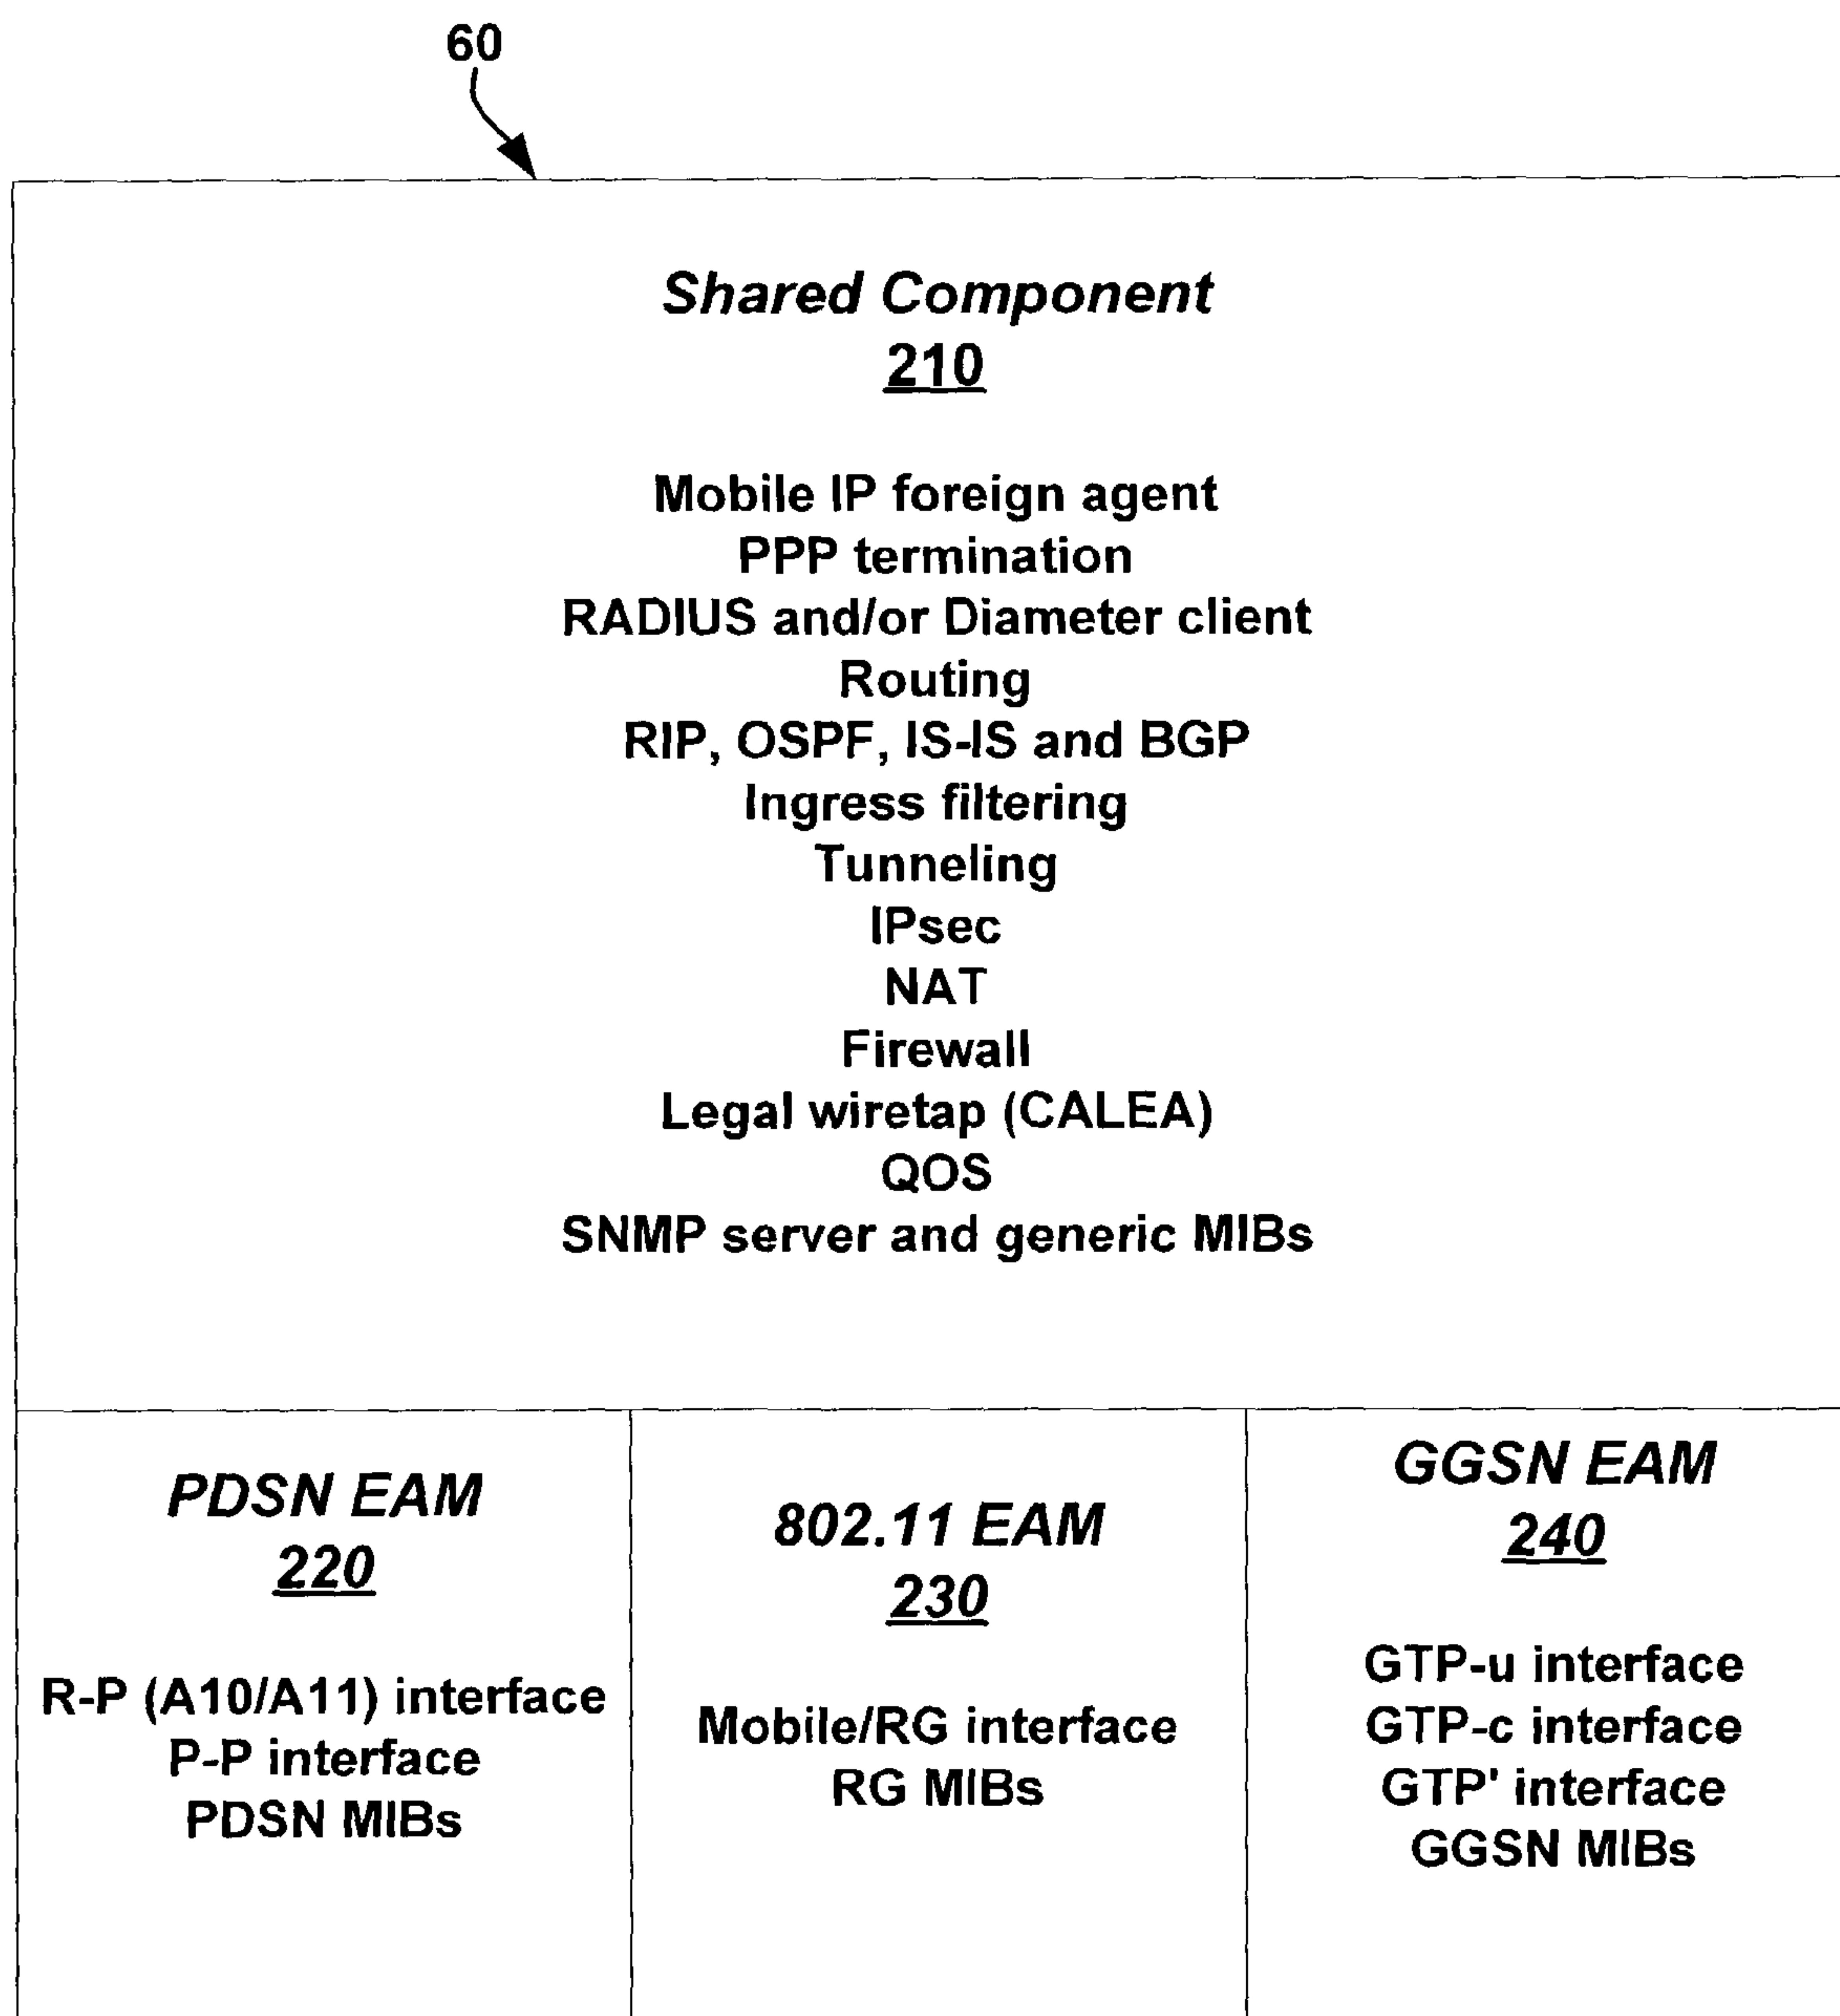 60
Shared Component
210
Mobile IP foreign agent
PPP termination
RADIUS and/or Diameter client
Routing
RIP, OSPF, IS-IS and BGP
Ingress filtering
Tunneling
IPsec
NAT
Firewall
Legal wiretap (CALEA)
QOS
SNMP server and generic MIBs
PDSN EAM
220
R-P (A10/A11) interface
P-P interface
PDSN MIBs
802.11 EAM
230
Mobile/RG interface
RG MIBs
GGSN EAM
240
GTP-u interface
GTP-c interface
GTP' interface
GGSN MIBs